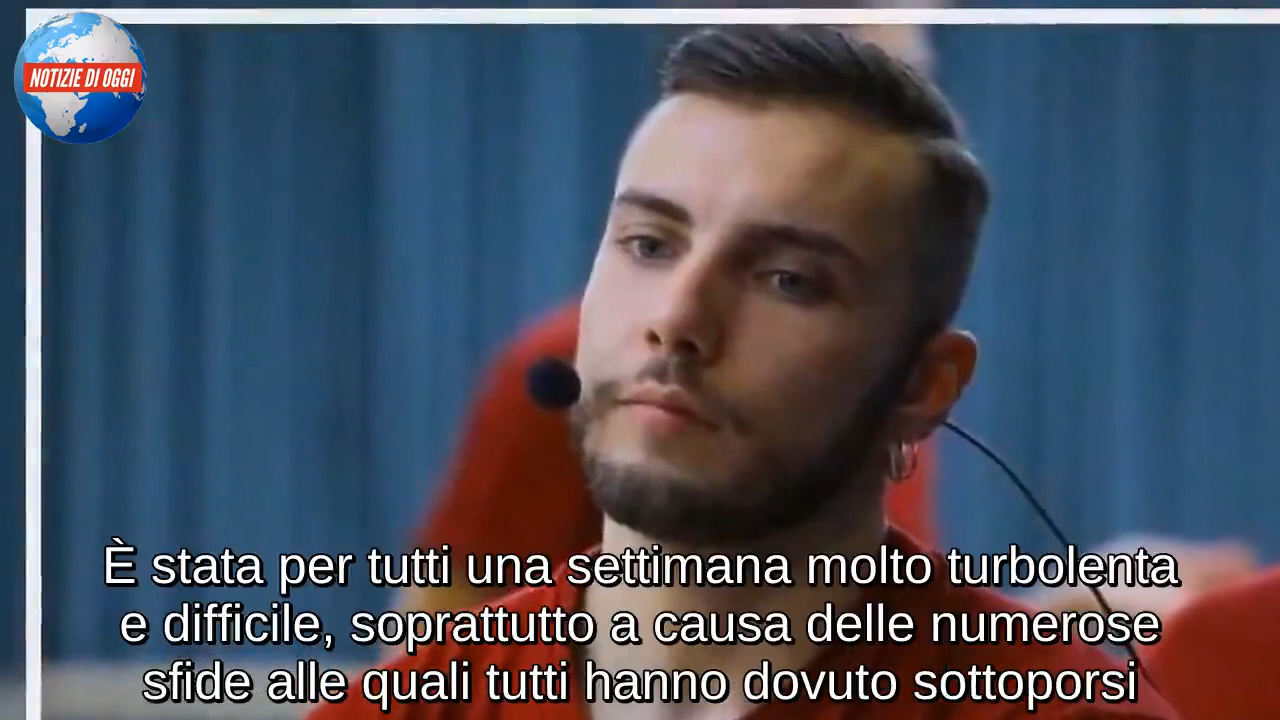 NOTIZIE DI OGGI
È stata per tutti una settimana molto turbolenta
e difficile, soprattutto a causa delle numerose
sfide alle quali tutti hanno dovuto sottoporsi